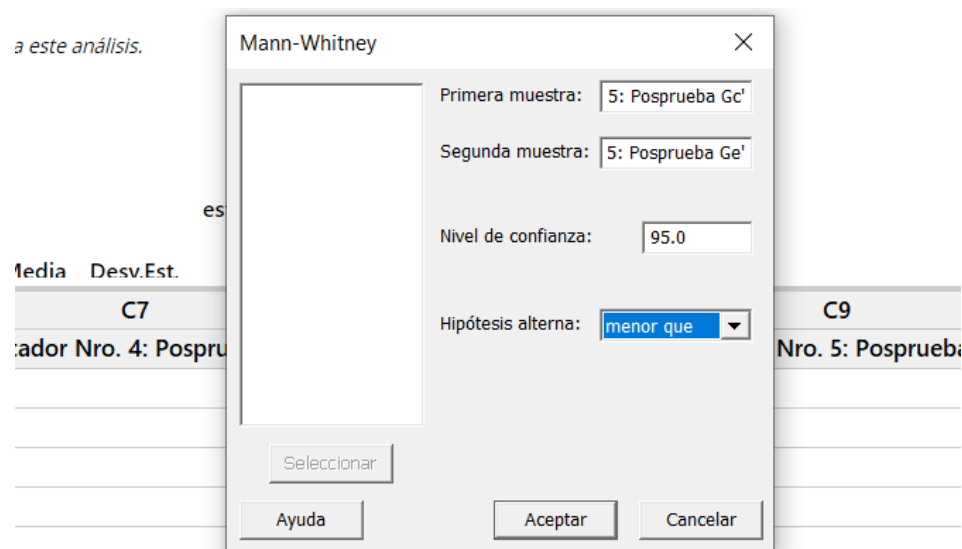 a este análisis.
Mann-Whitney
Primera muestra: 5: Posprueba Gc'
Segunda muestra: 5: Posprueba Ge'
es
Nivel de confianza: 95.0
Media Desv.Est.
Hipótesis alterna: menor que
C7 C9
cador Nro. 4: Pospru Nro. 5: Posprueba
Seleccionar
Ayuda Aceptar Cancelar